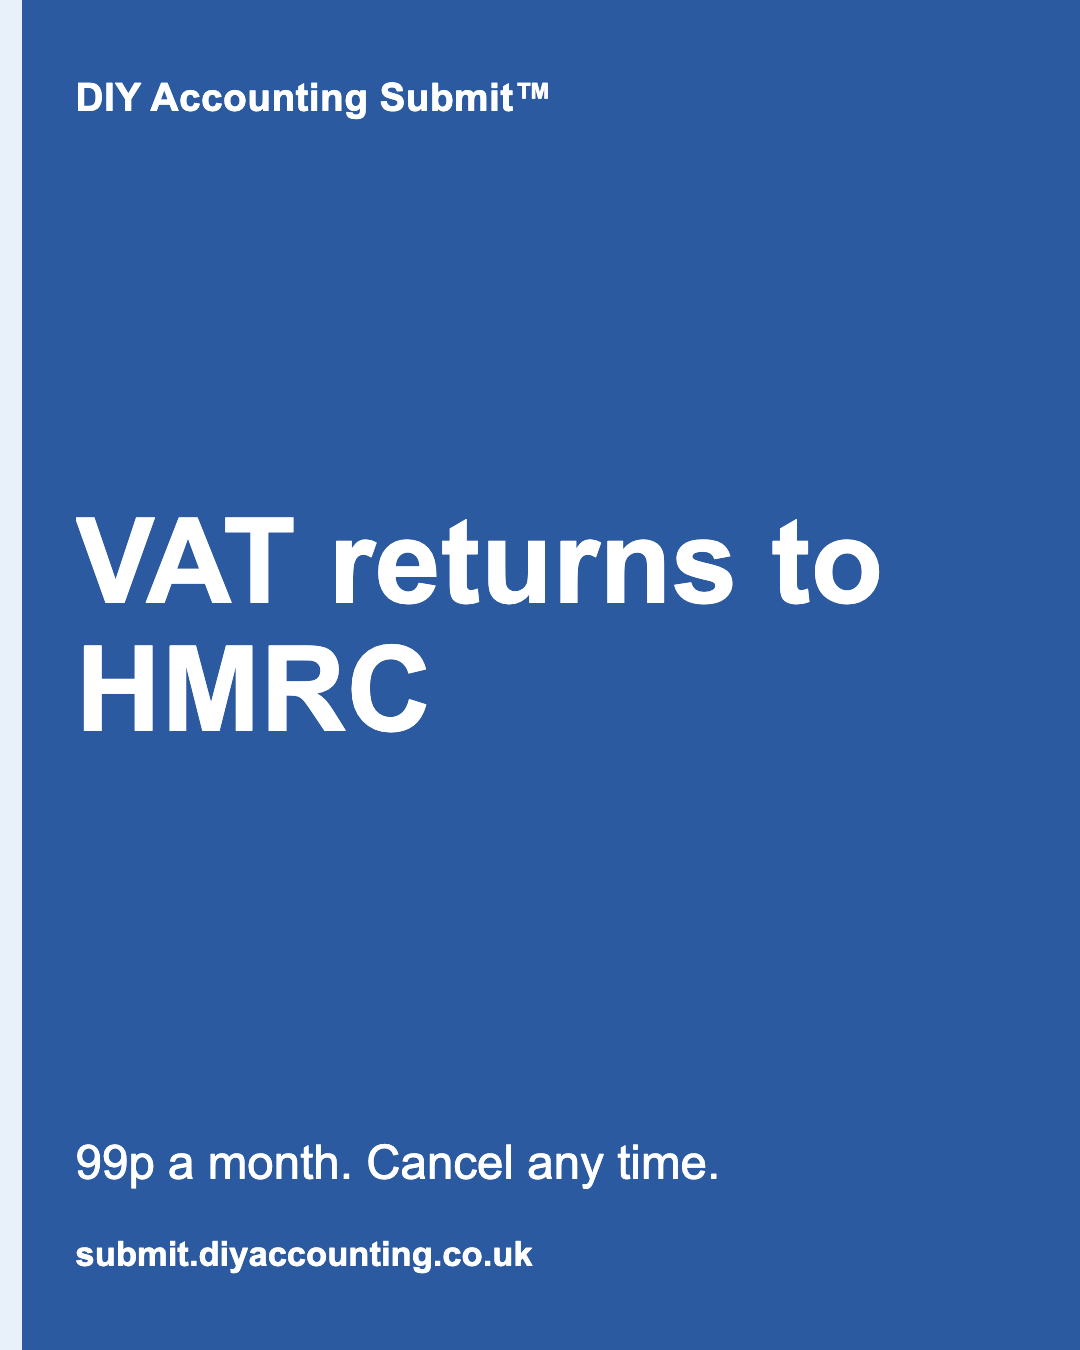 DIY Accounting Submit™
VAT returns to
HMRC
99p a month. Cancel any time.
submit.diyaccounting.co.uk